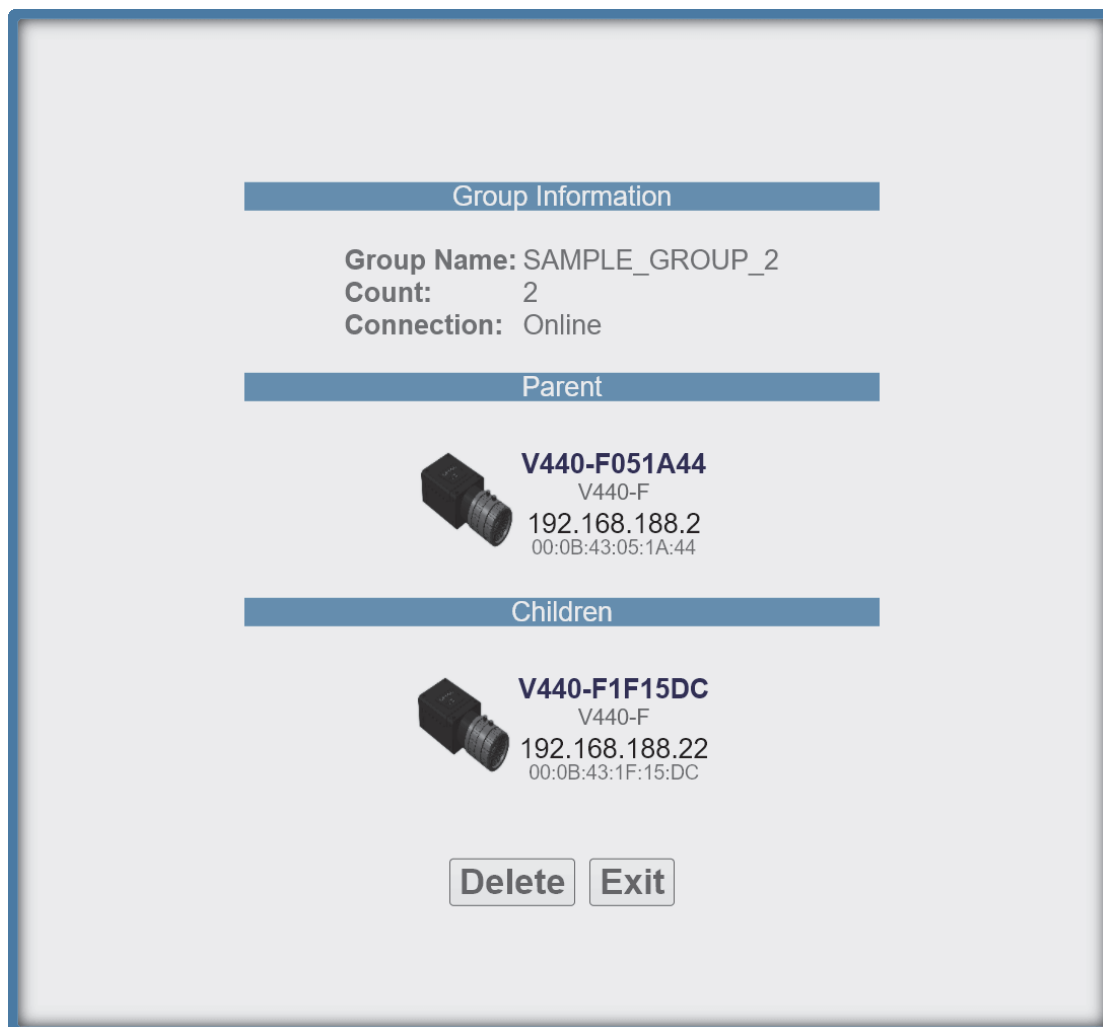 Group Information
Group Name: SAMPLE_GROUP_2
Count: 2
Connection: Online
Parent
V440-F051A44
V440-F
192.168.188.2
00:0B:43:05:1A:44
Children
V440-F1F15DC
V440-F
192.168.188.22
00:0B:43:1F:15:DC
Delete Exit